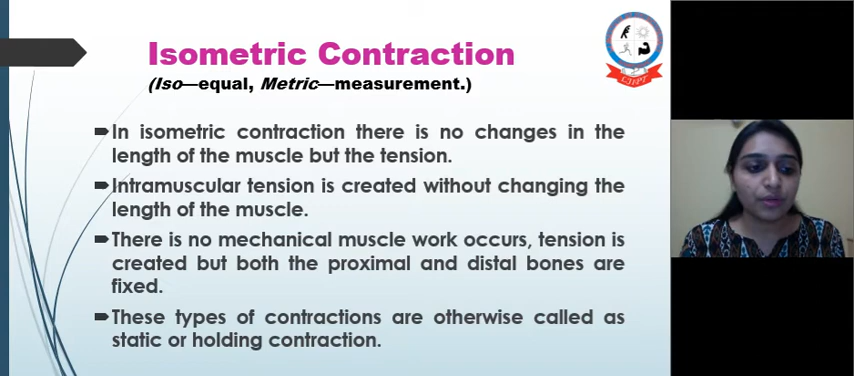 Isometric Contraction
(Iso—equal, Metric—measurement.)
In isometric contraction there is no changes in the
length of the muscle but the tension.
Intramuscular tension is created without changing the
length of the muscle.
There is no mechanical muscle work occurs, tension is
created but both the proximal and distal bones are
fixed.
These types of contractions are otherwise called as
static or holding contraction.